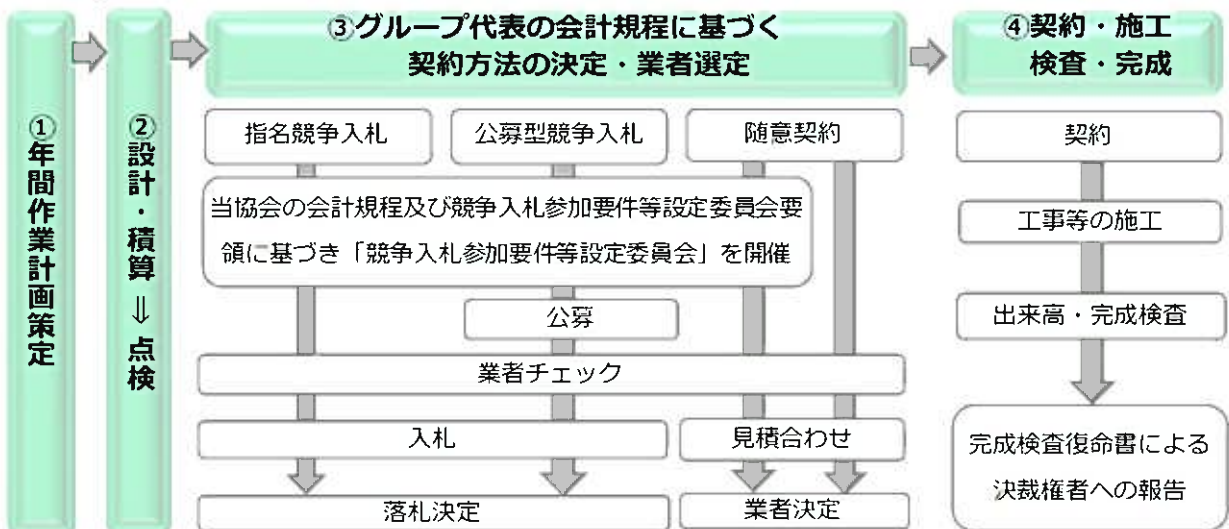 ①年間作業計画策定
②設計・積算⇒点検
③グループ代表の会計規程に基づく
契約方法の決定・業者選定
指名競争入札
公募型競争入札
随意契約
当協会の会計規程及び競争入札参加要件等設定委員会要
領に基づき「競争入札参加要件等設定委員会」を開催
公募
業者チェック
入札
見積合わせ
落札決定
業者決定
④契約・施工
検査・完成
契約
工事等の施工
出来高・完成検査
完成検査復命書による
決裁権者への報告